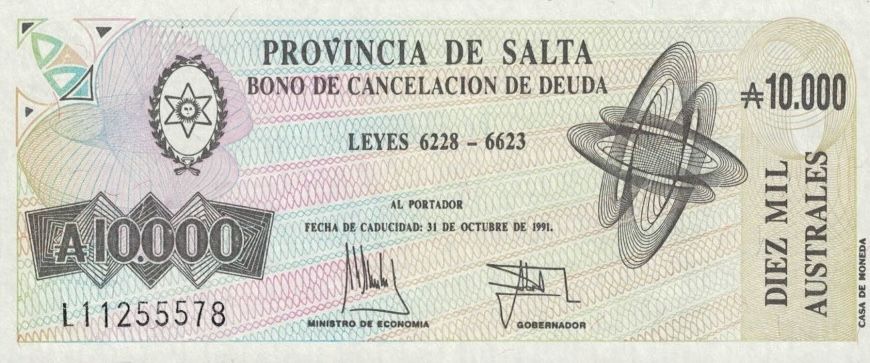 PROVINCIA DE SALTA
BONO DE CANCELACION DE DEUDA
₳10.000
LEYES 6228 - 6623
AL PORTADOR
FECHA DE CADUCIDAD: 31 DE OCTUBRE DE 1991.
₳10.000
L11255578
MINISTRO DE ECONOMIA
GOBERNADOR
DIEZ MIL
AUSTRALES
CASA DE MONEDA